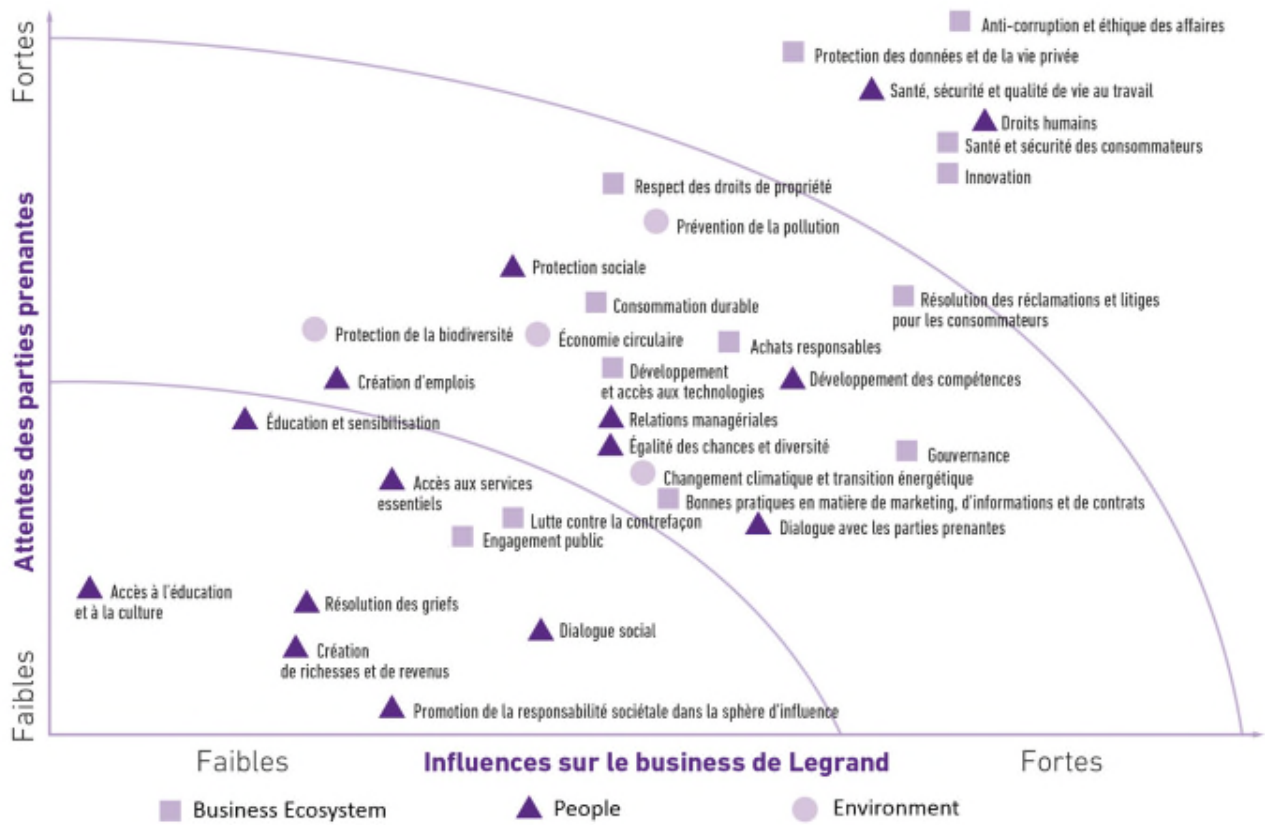 Fortes
Attentes des parties prenantes
Faibles
Anti-corruption et éthique des affaires
Protection des données et de la vie privée
Santé, sécurité et qualité de vie au travail
Droits humains
Santé et sécurité des consommateurs
Innovation
Respect des droits de propriété
Prévention de la pollution
Protection sociale
Consommation durable
Résolution des réclamations et litiges
pour les consommateurs
Protection de la biodiversité
Économie circulaire
Achats responsables
Développement
et accès aux technologies
Création d'emplois
Développement des compétences
Éducation et sensibilisation
Relations managériales
Égalité des chances et diversité
Gouvernance
Changement climatique et transition énergétique
Accès aux services
essentiels
Bonnes pratiques en matière de marketing, d'informations et de contrats
Lutte contre la contrefaçon
Dialogue avec les parties prenantes
Engagement public
Accès à l'éducation
et à la culture
Résolution des griefs
Dialogue social
Création
de richesses et de revenus
Promotion de la responsabilité sociétale dans la sphère d'influence
Faibles
Influences sur le business de Legrand
Fortes
Business Ecosystem
People
Environment